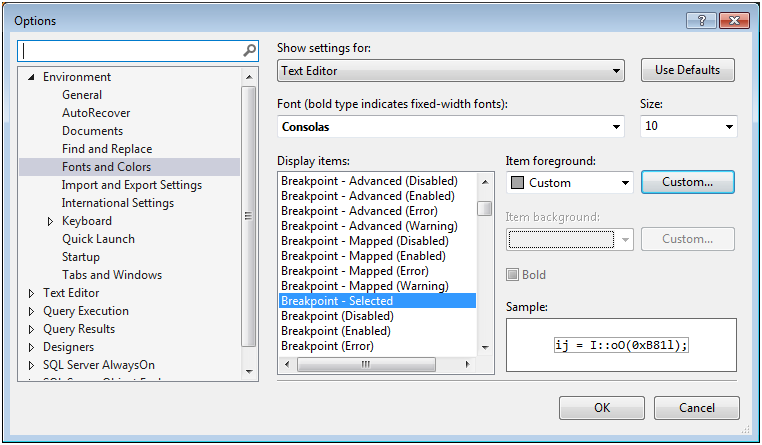 Options
Environment
General
AutoRecover
Documents
Find and Replace
Fonts and Colors
Import and Export Settings
International Settings
Keyboard
Quick Launch
Startup
Tabs and Windows
Text Editor
Query Execution
Query Results
Designers
SQL Server AlwaysOn
SQL Server Object
Show settings for:
Text Editor
Use Defaults
Font (bold type indicates fixed-width fonts):
Size:
Consolas
10
Display items:
Breakpoint - Advanced (Disabled)
Breakpoint - Advanced (Enabled)
Breakpoint - Advanced (Error)
Breakpoint - Advanced (Warning)
Breakpoint - Mapped (Disabled)
Breakpoint - Mapped (Enabled)
Breakpoint - Mapped (Error)
Breakpoint - Mapped (Warning)
Breakpoint - Selected
Breakpoint (Disabled)
Breakpoint (Enabled)
Breakpoint (Error)
Item foreground:
Custom
Custom...
Item background:
Custom...
Bold
Sample:
ij = I::oO(0xB81l);
OK
Cancel